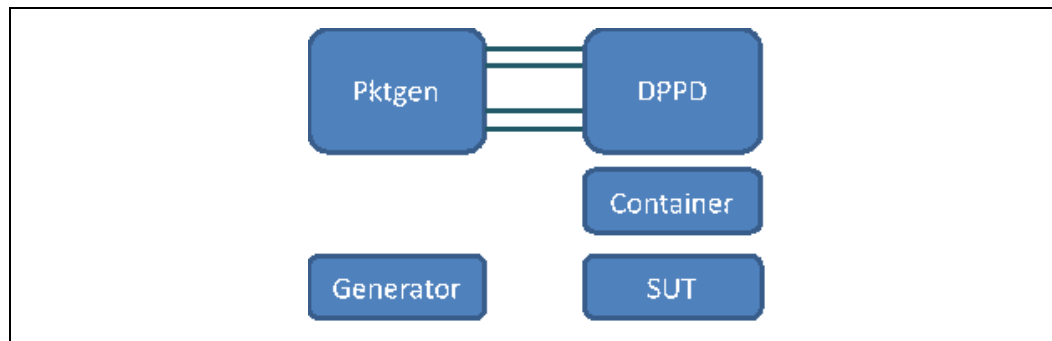 Pktgen
DPPD
Container
Generator
SUT